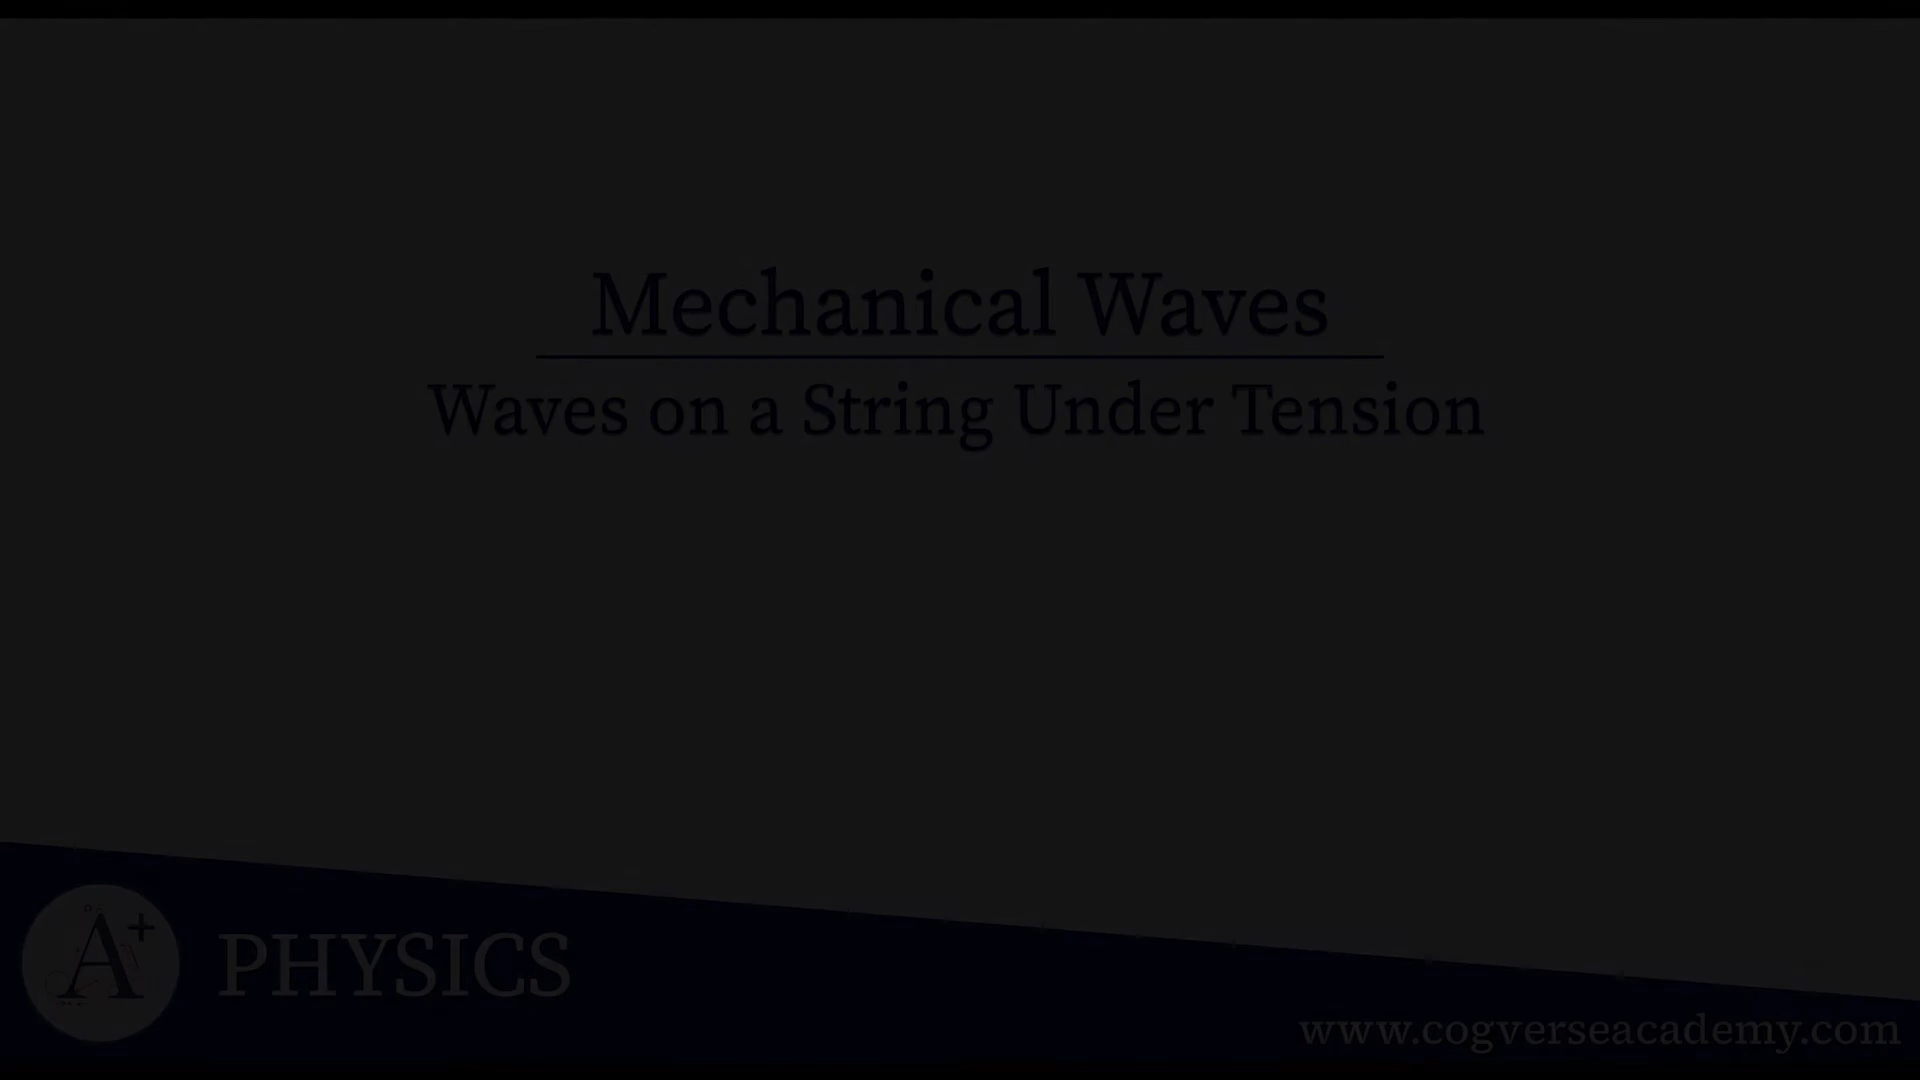 Mechanical Waves
Waves on a String Under Tension
A+
PHYSICS
www.cogverseacademy.com